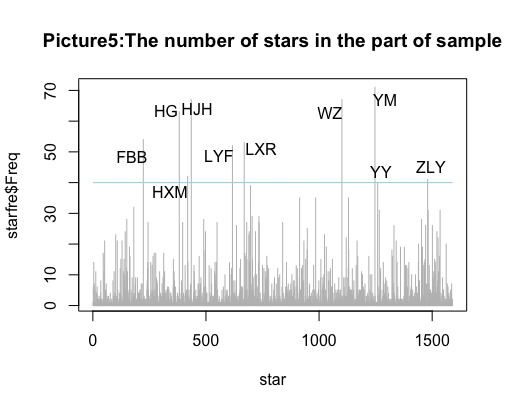 Picture5:The number of stars in the part of sample
starfre$Freq
70
50
30
10
0
FBB
HG
HJH
HXM
LYF
LXR
WZ
YM
YY
ZLY
0 500 1000 1500
star